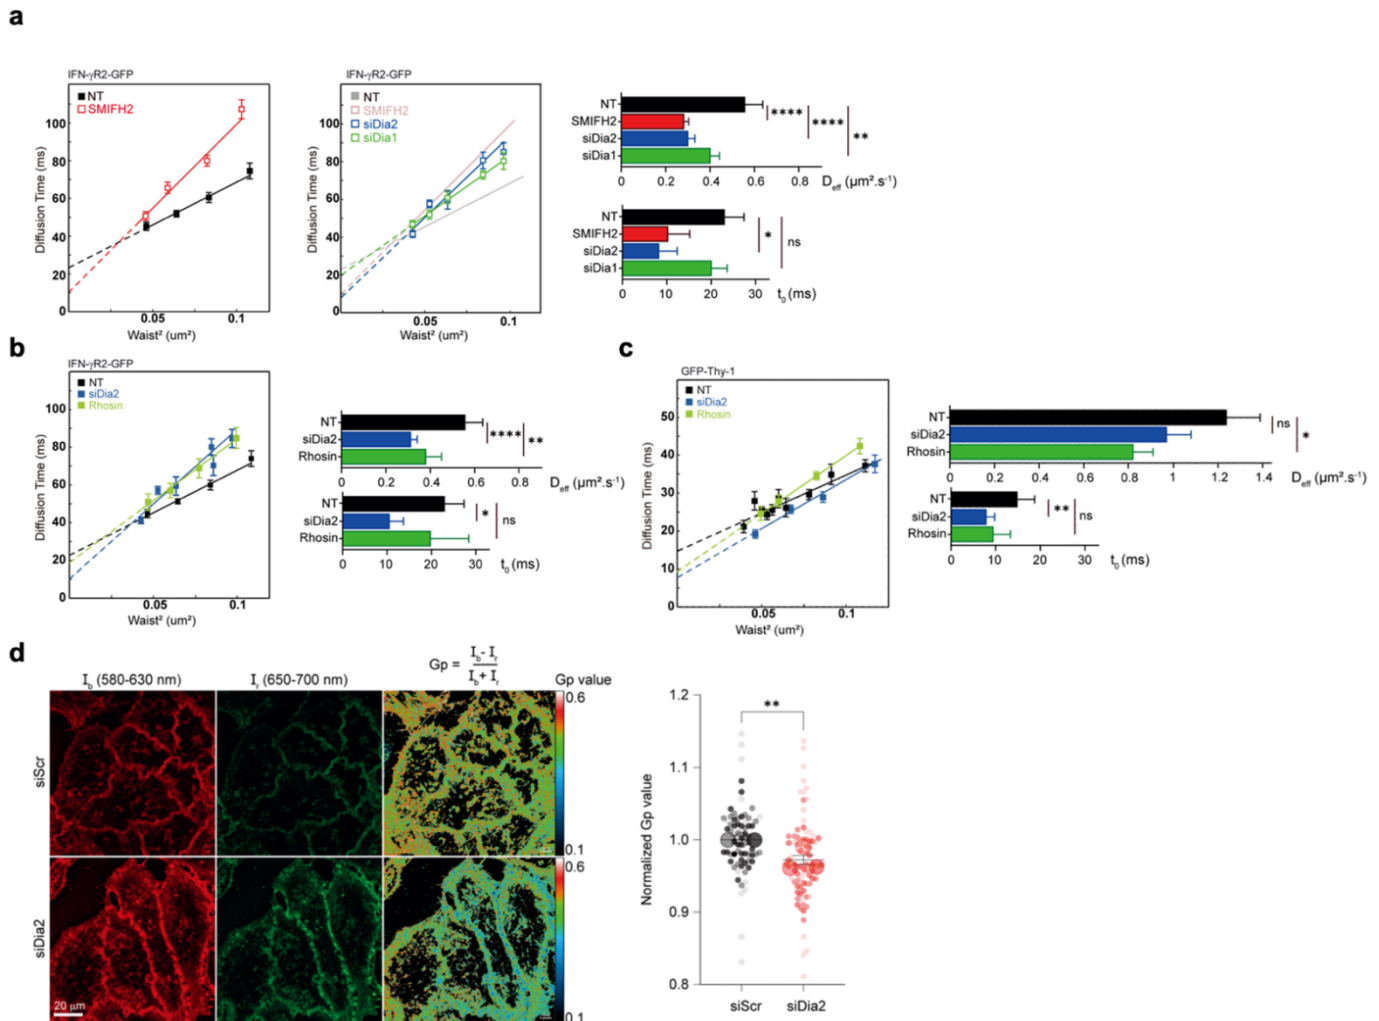 a
IFN-γR2-GFP
NT
SMIFH2
Diffusion Time (ms)
100
80
60
40
20
0
0.05
0.1
Waist² (um²)
IFN-γR2-GFP
NT
SMIFH2
siDia2
siDia1
Diffusion Time (ms)
100
80
60
40
20
0
0.05
0.1
Waist² (um²)
NT
SMIFH2
siDia2
siDia1
****
****
**
0 0.2 0.4 0.6 0.8 Deff (µm².s⁻¹)
NT
SMIFH2
siDia2
siDia1
*
ns
0 10 20 30 t₀ (ms)
b
IFN-γR2-GFP
NT
siDia2
Rhosin
Diffusion Time (ms)
100
80
60
40
20
0
0.05
0.1
Waist² (um²)
NT
siDia2
Rhosin
****
**
0 0.2 0.4 0.6 0.8
Deff (µm².s⁻¹)
NT
siDia2
Rhosin
*
ns
0 10 20 30 t₀ (ms)
c
GFP-Thy-1
NT
siDia2
Rhosin
Diffusion Time (ms)
50
40
30
20
10
0
0.05
0.1
Waist² (um²)
NT
siDia2
Rhosin
ns
*
0 0.2 0.4 0.6 0.8 1.0 1.2 1.4
Deff (µm².s⁻¹)
NT
siDia2
Rhosin
**
ns
0 10 20 30 t₀ (ms)
d
Ib (580-630 nm)
Ir (650-700 nm)
Gp = Ib - Ir
Ib + Ir
Gp value
0.6
0.1
0.6
0.1
siScr
siDia2
20 µm
Normalized Gp value
1.2
1.1
1.0
0.9
0.8
**
siScr
siDia2